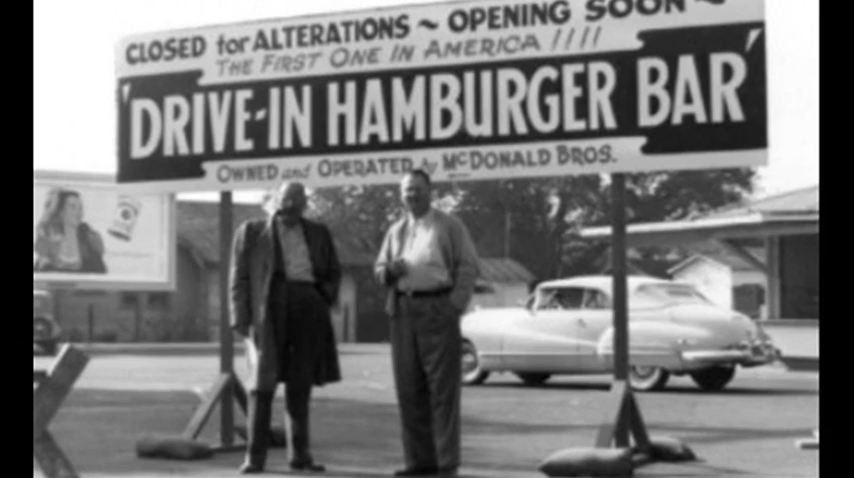 CLOSED for ALTERATIONS ~ OPENING SOON ~
THE FIRST ONE IN AMERICA !!!!
'DRIVE-IN HAMBURGER BAR'
OWNED and OPERATED by McDONALD BROS.